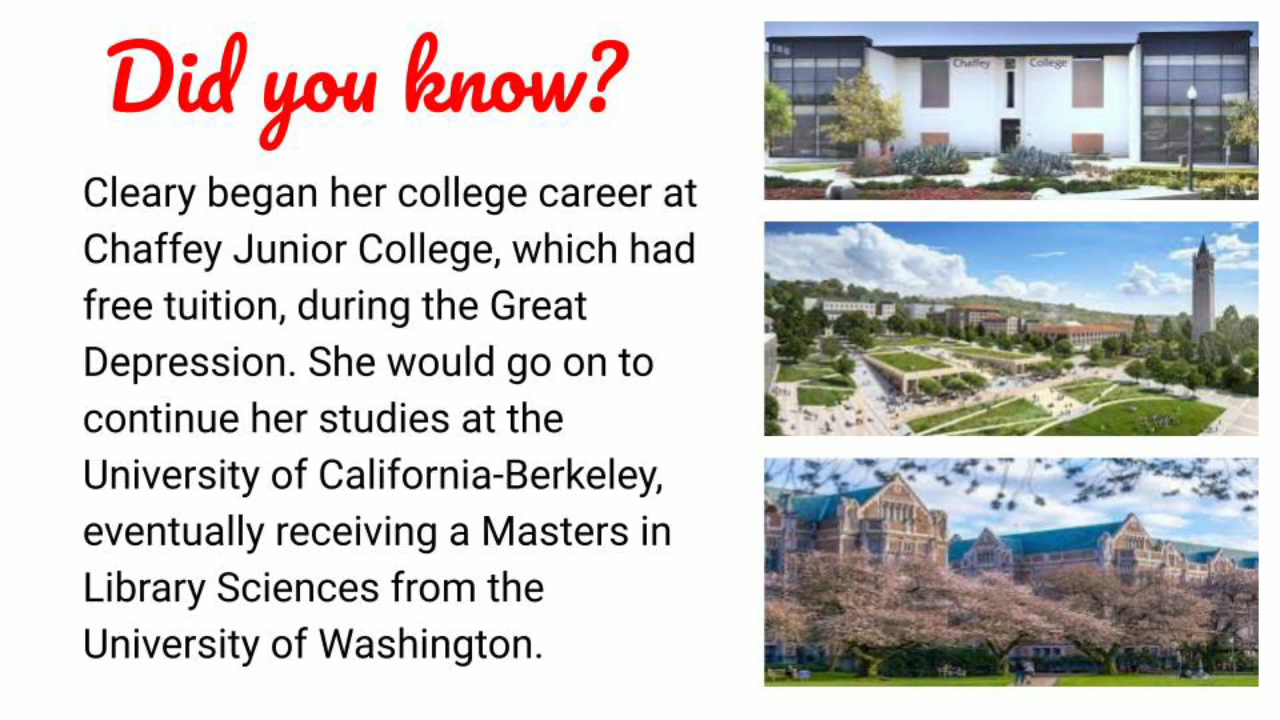 Did you know?
Cleary began her college career at
Chaffey Junior College, which had
free tuition, during the Great
Depression. She would go on to
continue her studies at the
University of California-Berkeley,
eventually receiving a Masters in
Library Sciences from the
University of Washington.
Chaffey College